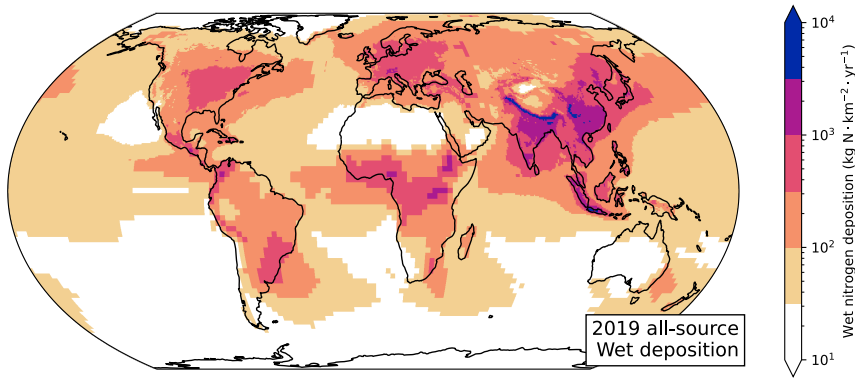 2019 all-source
Wet deposition
10⁴
10³
10²
10¹
Wet nitrogen deposition (kg N · km⁻² · yr⁻¹)